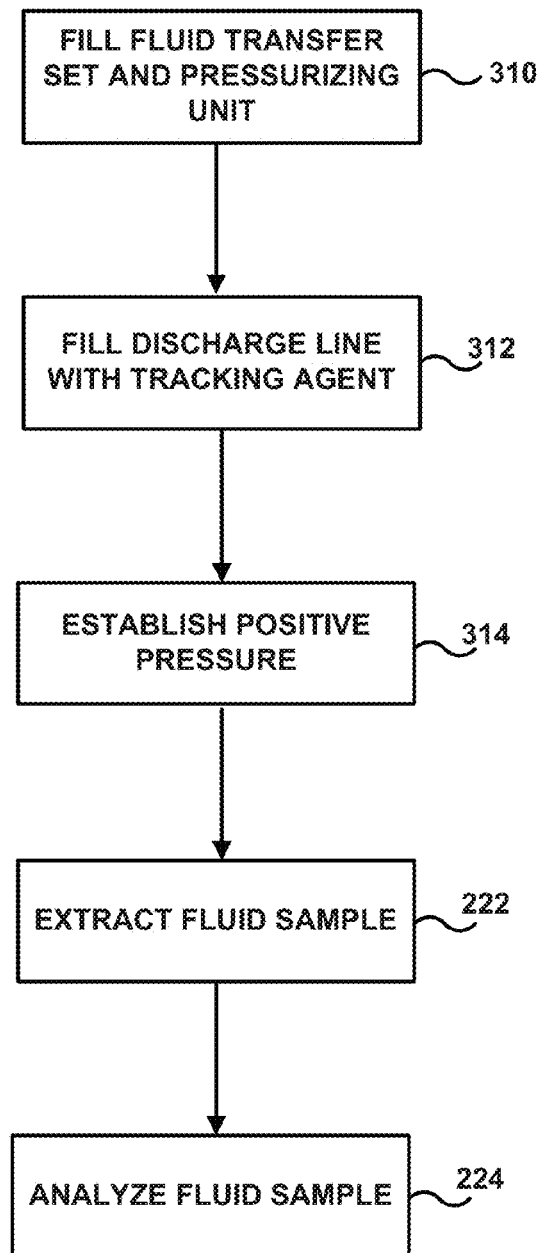 FILL FLUID TRANSFER
SET AND PRESSURIZING
UNIT
310
FILL DISCHARGE LINE
WITH TRACKING AGENT
312
ESTABLISH POSITIVE
PRESSURE
314
EXTRACT FLUID SAMPLE
222
ANALYZE FLUID SAMPLE
224